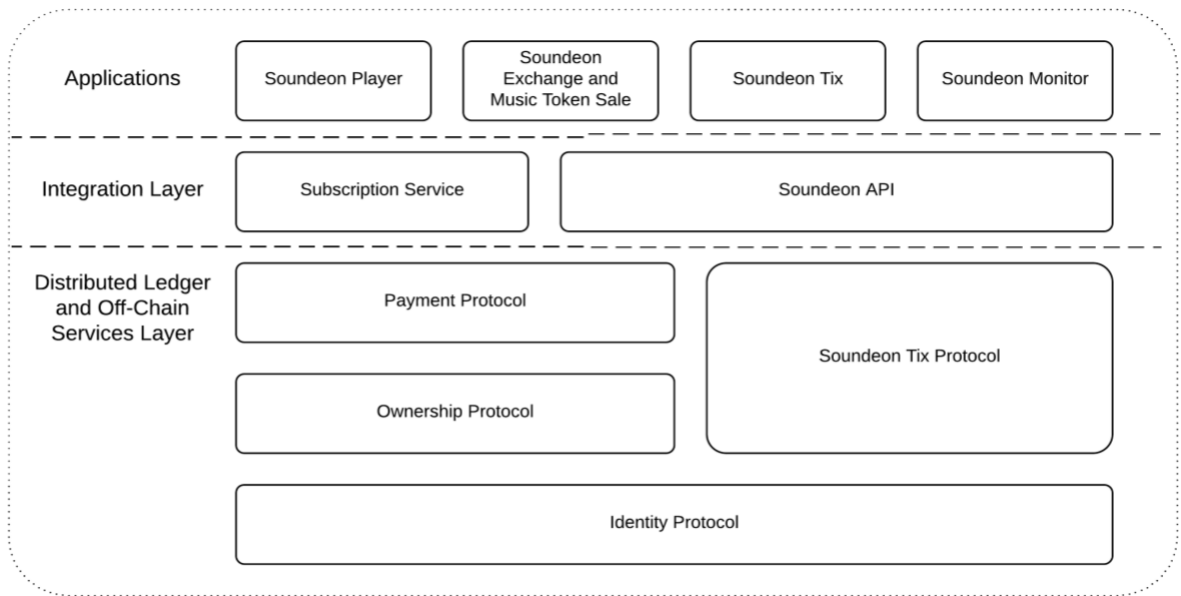 Applications
Soundeon Player
Soundeon
Exchange and
Music Token Sale
Soundeon Tix
Soundeon Monitor
Integration Layer
Subscription Service
Soundeon API
Distributed Ledger
and Off-Chain
Services Layer
Payment Protocol
Soundeon Tix Protocol
Ownership Protocol
Identity Protocol